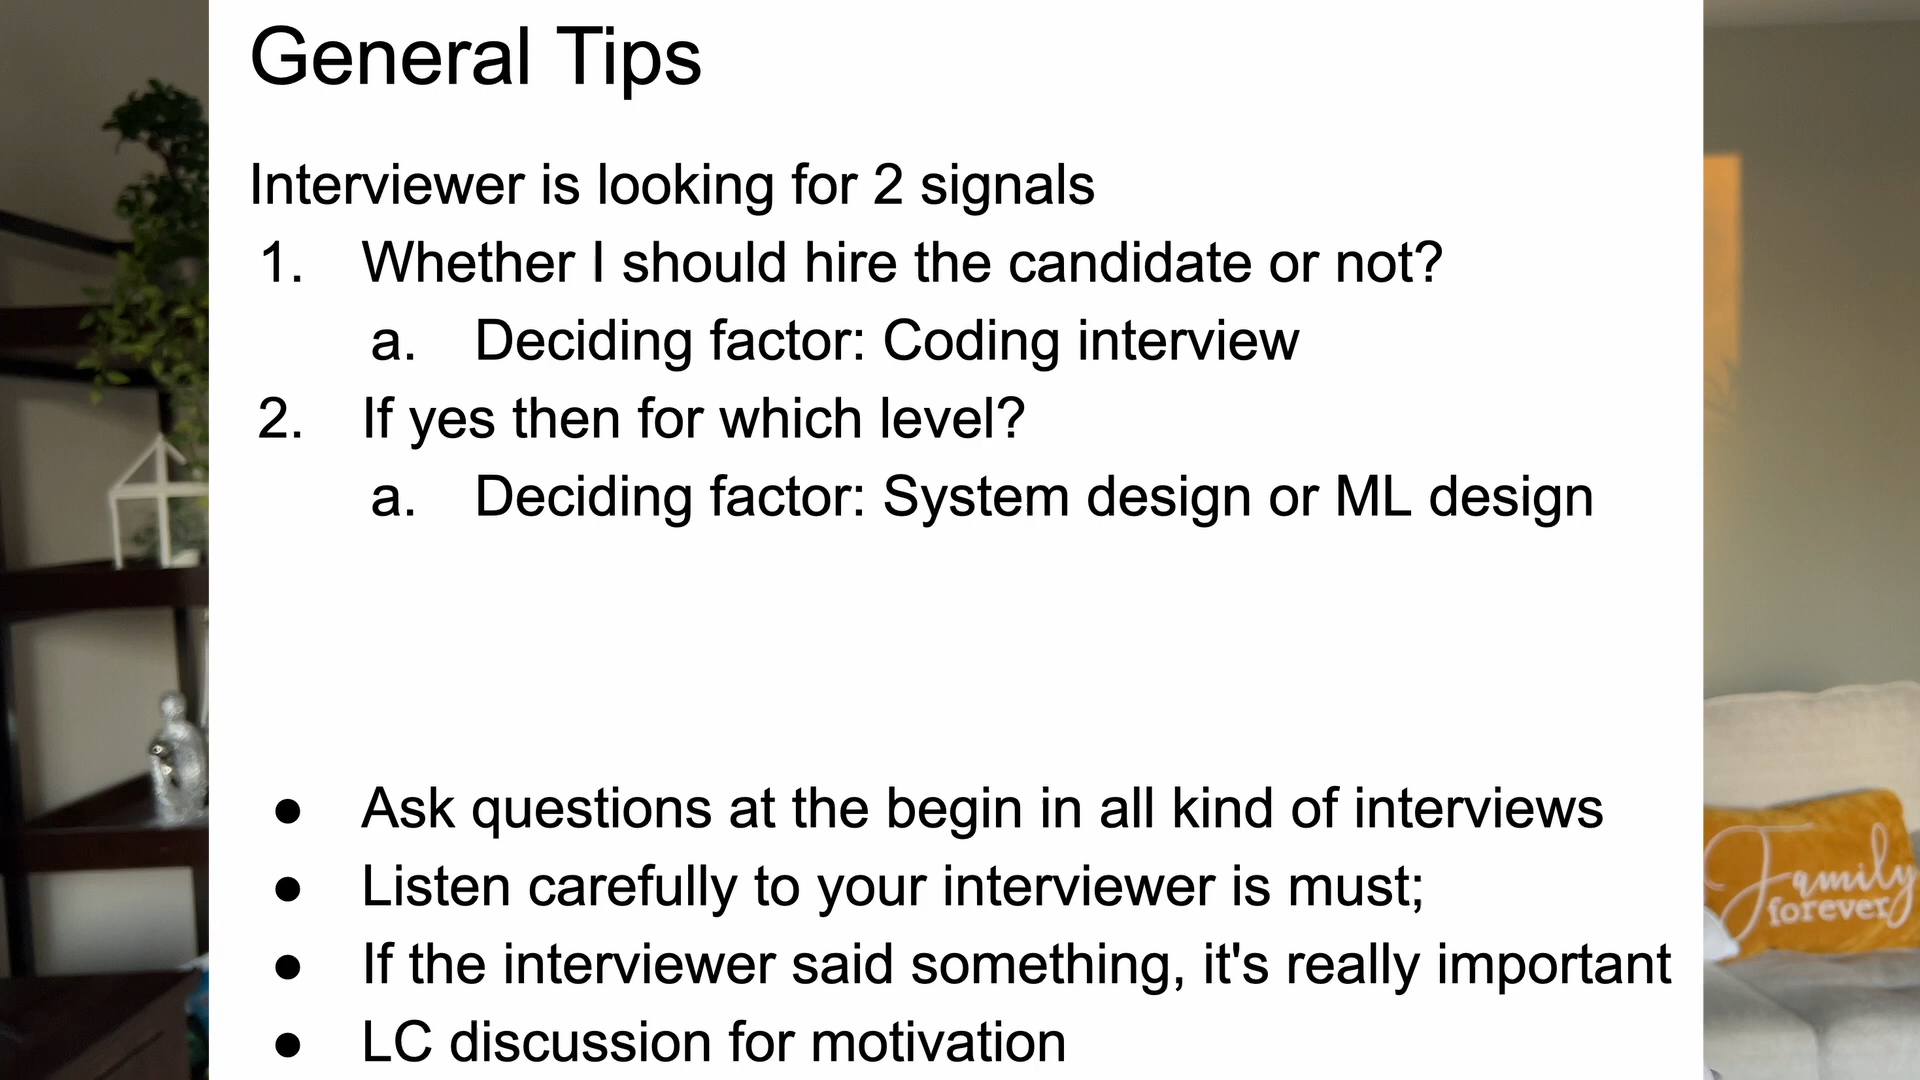 General Tips
Interviewer is looking for 2 signals
1. Whether I should hire the candidate or not?
a. Deciding factor: Coding interview
2. If yes then for which level?
a. Deciding factor: System design or ML design
● Ask questions at the begin in all kind of interviews
● Listen carefully to your interviewer is must;
● If the interviewer said something, it's really important
● LC discussion for motivation
Family
forever